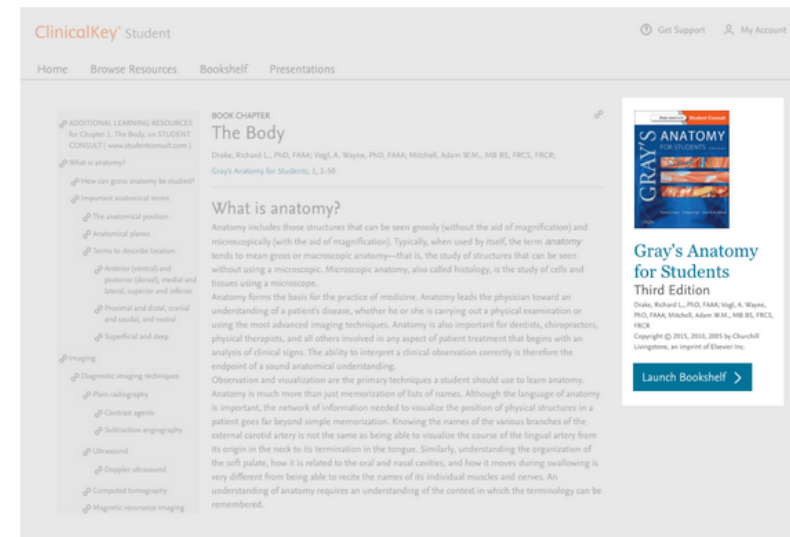 ClinicalKey® Student
Get Support
My Account
Home
Browse Resources
Bookshelf
Presentations
ADDITIONAL LEARNING RESOURCES
for Chapter 1, The Body, on STUDENT
CONSULT ( www.studentconsult.com )
What is anatomy?
How can gross anatomy be studied?
Important anatomical terms
The anatomical position
Anatomical planes
Terms to describe location
Anterior (ventral) and
posterior (dorsal), medial and
lateral, superior and inferior
Proximal and distal, cranial
and caudal, and rostral
Superficial and deep
Imaging
Diagnostic imaging techniques
Plain radiography
Contrast agents
Subtraction angiography
Ultrasound
Doppler ultrasound
Computed tomography
Magnetic resonance imaging
BOOK CHAPTER
The Body
Drake, Richard L., PhD, FAAA; Vogl, A. Wayne, PhD, FAAA; Mitchell, Adam W.M., MB BS, FRCS, FRCR;
Gray's Anatomy for Students, 1, 1-50
What is anatomy?
Anatomy includes those structures that can be seen grossly (without the aid of magnification) and
microscopically (with the aid of magnification). Typically, when used by itself, the term anatomy
tends to mean gross or macroscopic anatomy—that is, the study of structures that can be seen
without using a microscopic. Microscopic anatomy, also called histology, is the study of cells and
tissues using a microscope.
Anatomy forms the basis for the practice of medicine. Anatomy leads the physician toward an
understanding of a patient's disease, whether he or she is carrying out a physical examination or
using the most advanced imaging techniques. Anatomy is also important for dentists, chiropractors,
physical therapists, and all others involved in any aspect of patient treatment that begins with an
analysis of clinical signs. The ability to interpret a clinical observation correctly is therefore the
endpoint of a sound anatomical understanding.
Observation and visualization are the primary techniques a student should use to learn anatomy.
Anatomy is much more than just memorization of lists of names. Although the language of anatomy
is important, the network of information needed to visualize the position of physical structures in a
patient goes far beyond simple memorization. Knowing the names of the various branches of the
external carotid artery is not the same as being able to visualize the course of the lingual artery from
its origin in the neck to its termination in the tongue. Similarly, understanding the organization of
the soft palate, how it is related to the oral and nasal cavities, and how it moves during swallowing is
very different from being able to recite the names of its individual muscles and nerves. An
understanding of anatomy requires an understanding of the context in which the terminology can be
remembered.
Student Consult
GRAY'S
ANATOMY
FOR STUDENTS
Gray's Anatomy
for Students
Third Edition
Drake, Richard L., PhD, FAAA; Vogl, A. Wayne,
PhD, FAAA; Mitchell, Adam W.M., MB BS, FRCS,
FRCR
Copyright © 2015, 2010, 2005 by Churchill
Livingstone, an imprint of Elsevier Inc.
Launch Bookshelf